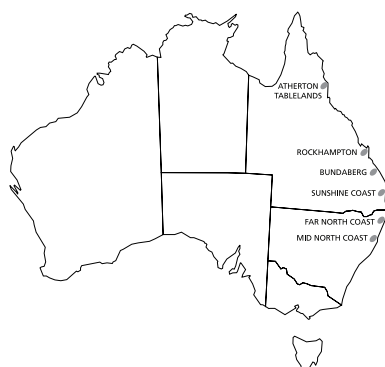 ATHERTON
TABLELANDS
ROCKHAMPTON
BUNDABERG
SUNSHINE COAST
FAR NORTH COAST
MID NORTH COAST